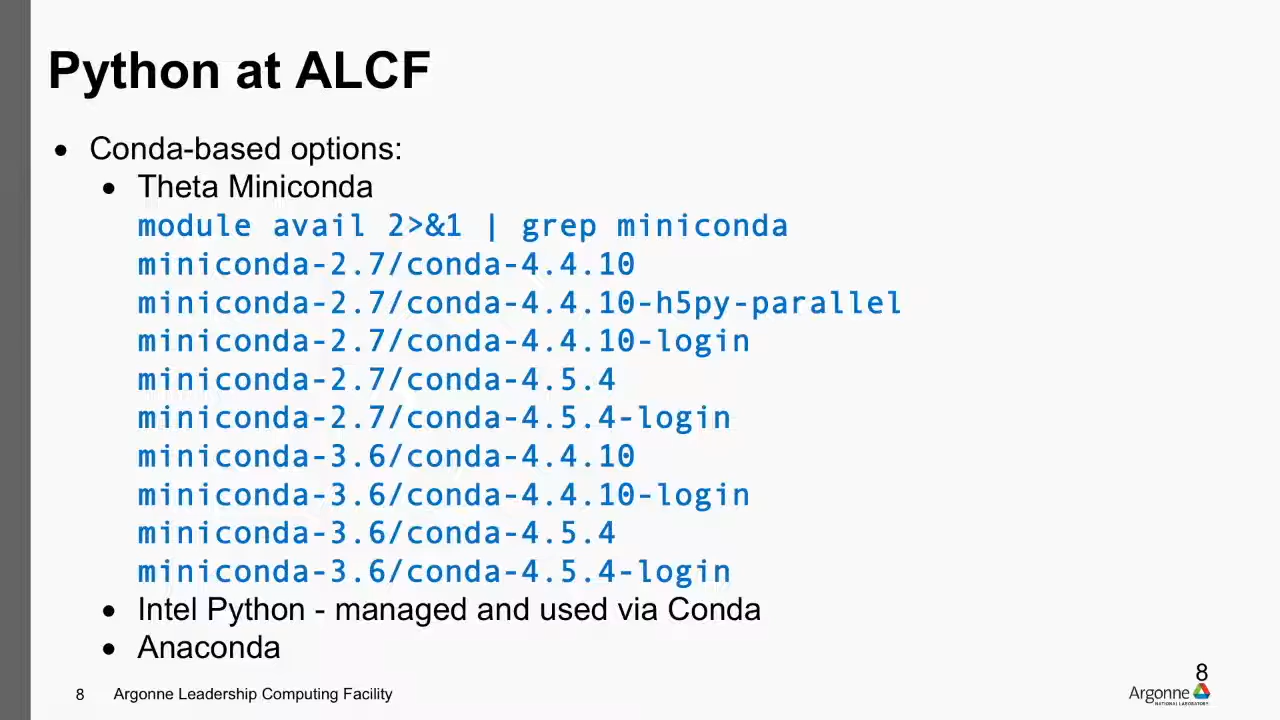 Python at ALCF
• Conda-based options:
• Theta Miniconda
module avail 2>&1 | grep miniconda
miniconda-2.7/conda-4.4.10
miniconda-2.7/conda-4.4.10-h5py-parallel
miniconda-2.7/conda-4.4.10-login
miniconda-2.7/conda-4.5.4
miniconda-2.7/conda-4.5.4-login
miniconda-3.6/conda-4.4.10
miniconda-3.6/conda-4.4.10-login
miniconda-3.6/conda-4.5.4
miniconda-3.6/conda-4.5.4-login
• Intel Python - managed and used via Conda
• Anaconda
8
8 Argonne Leadership Computing Facility
Argonne
NATIONAL LABORATORY